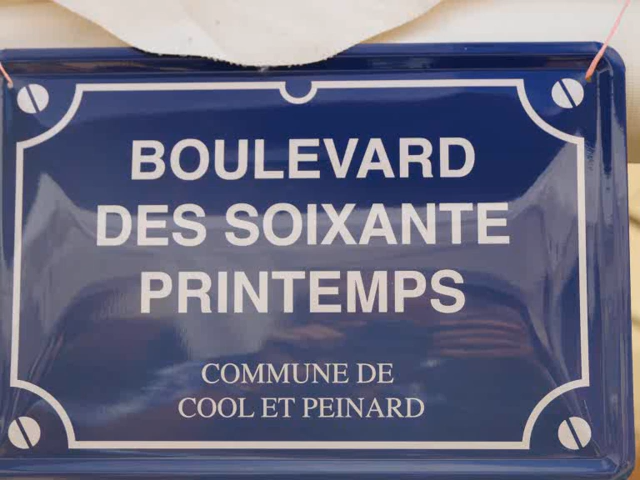 BOULEVARD
DES SOIXANTE
PRINTEMPS
COMMUNE DE
COOL ET PEINARD